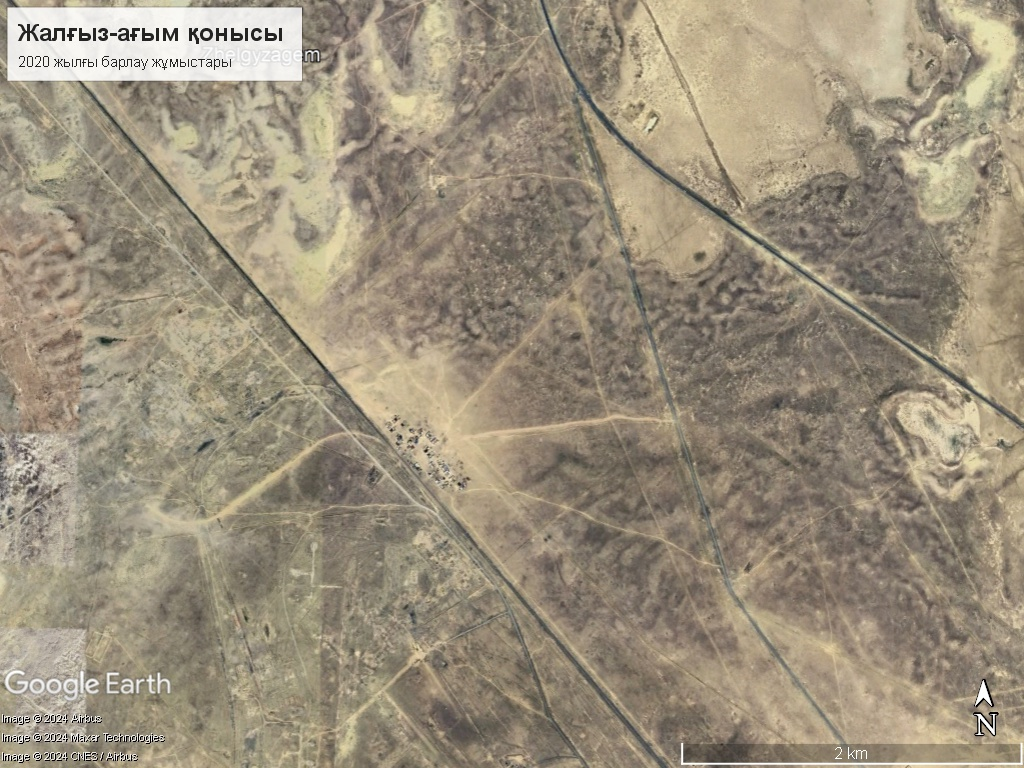 Жалғыз-ағым қонысы
2020 жылғы барлау жұмыстары
Zhelgyzagem
Google Earth
Image © 2024 Airbus
Image © 2024 Maxar Technologies
Image © 2024 CNES / Airbus
N
2 km